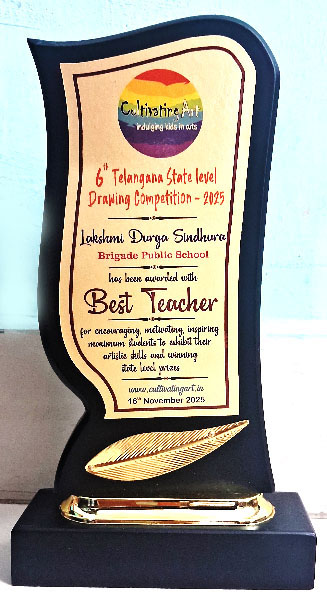 Cultivating Art
indulging kids in arts
6th Telangana State level
Drawing Competition - 2025
Lakshmi Durga Sindhura
Brigade Public School
has been awarded with
Best Teacher
for encouraging, motivating, inspiring
maximum students to exhibit their
artistic skills and winning
state level prizes
www.cultivatingart.in
16th November 2025